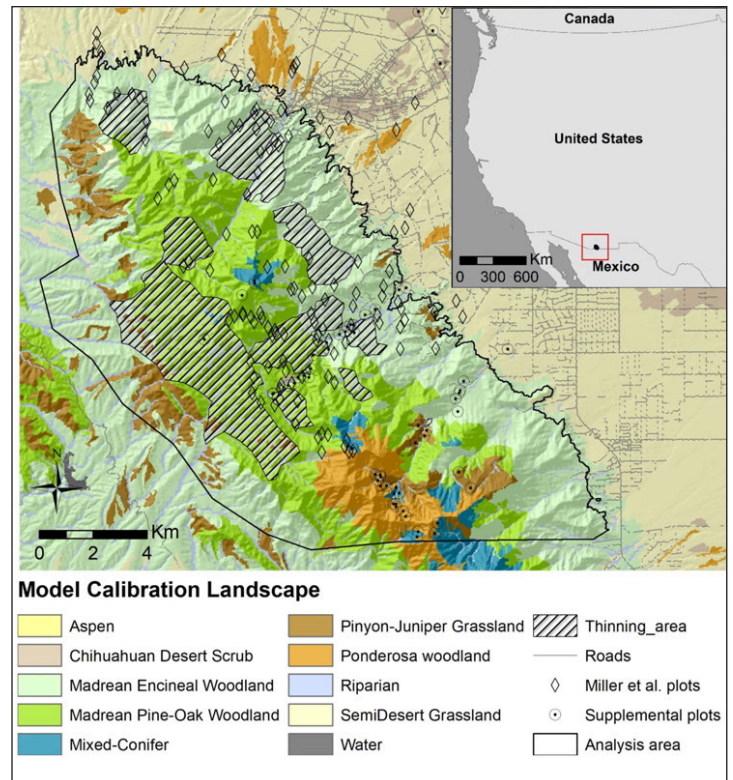 Canada
United States
Km
0 300 600
Mexico
N
Km
0 2 4
Model Calibration Landscape
Aspen
Chihuahuan Desert Scrub
Madrean Encineal Woodland
Madrean Pine-Oak Woodland
Mixed-Conifer
Pinyon-Juniper Grassland
Ponderosa woodland
Riparian
SemiDesert Grassland
Water
Thinning_area
Roads
Miller et al. plots
Supplemental plots
Analysis area